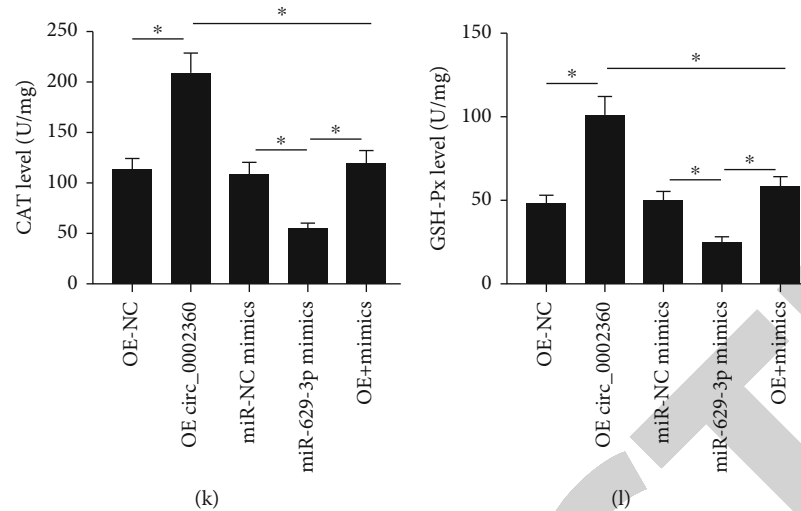 250
200
150
100
50
0
CAT level (U/mg)
*
*
*
*
OE-NC
OE circ_0002360
miR-NC mimics
miR-629-3p mimics
OE+mimics
(k)
150
100
50
0
GSH-Px level (U/mg)
*
*
*
*
OE-NC
OE circ_0002360
miR-NC mimics
miR-629-3p mimics
OE+mimics
(l)